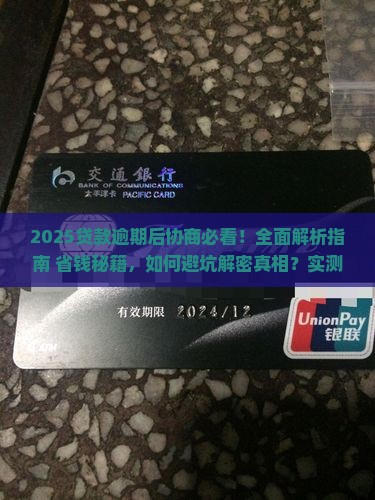 交通銀行
BANK OF COMMUNICATIONS
太平洋卡 PACIFIC CARD
2025贷款逾期后协商必看！全面解析指
南 省钱秘籍，如何避坑解密真相？实测
有效期限 2024/12
UnionPay
银联
ATM